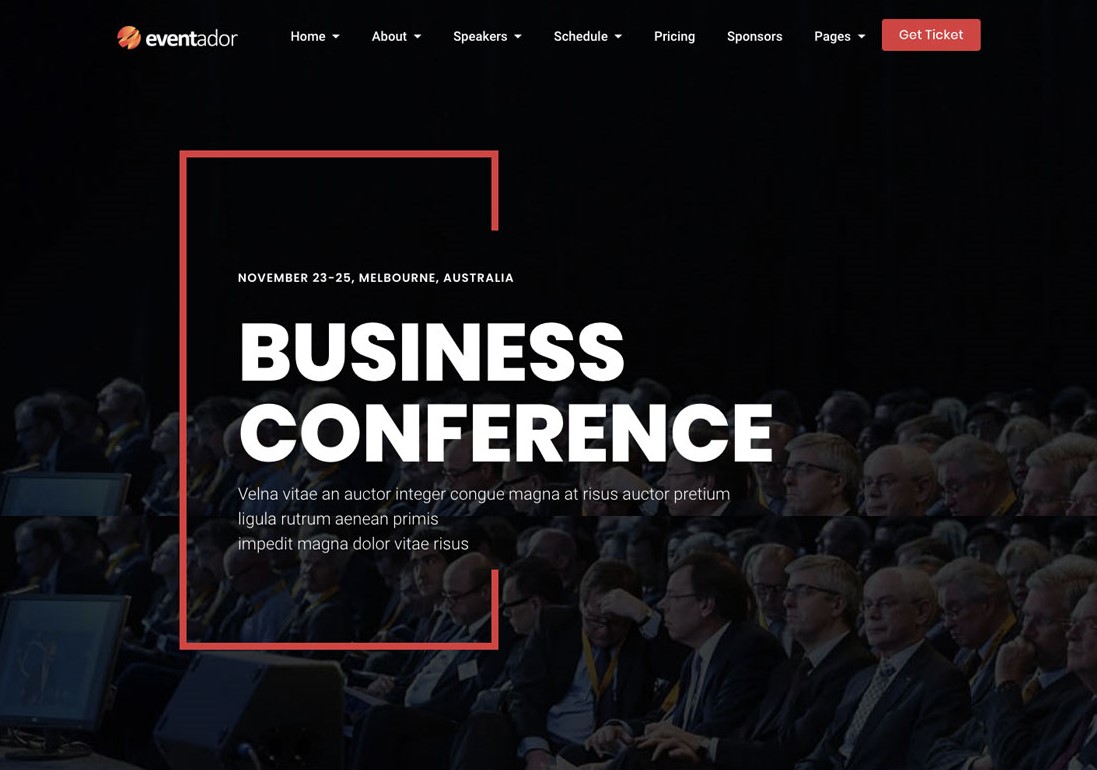 eventador
Home
About
Speakers
Schedule
Pricing
Sponsors
Pages
Get Ticket
NOVEMBER 23-25, MELBOURNE, AUSTRALIA
BUSINESS
CONFERENCE
Velna vitae an auctor integer congue magna at risus auctor pretium
ligula rutrum aenean primis
impedit magna dolor vitae risus